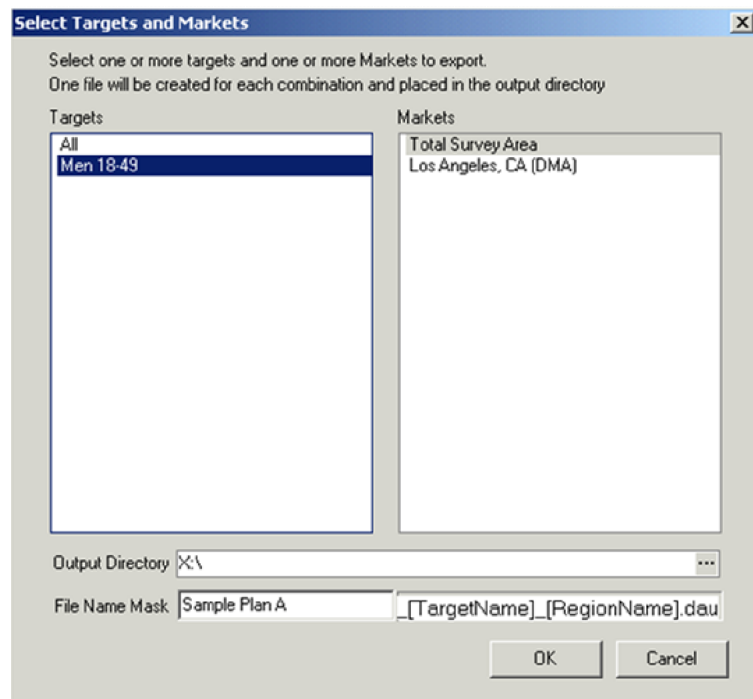 Select Targets and Markets
Select one or more targets and one or more Markets to export.
One file will be created for each combination and placed in the output directory
Targets
All
Men 18-49
Markets
Total Survey Area
Los Angeles, CA (DMA)
Output Directory X:\ ...
File Name Mask Sample Plan A _[TargetName]_[RegionName].dau
OK Cancel